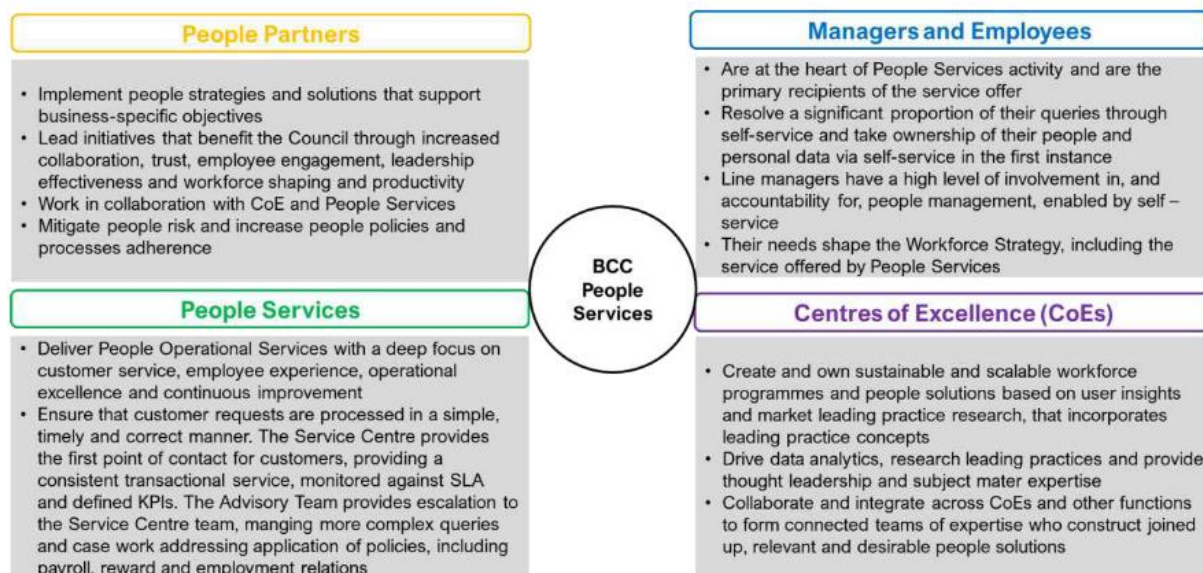 People Partners
• Implement people strategies and solutions that support
business-specific objectives
• Lead initiatives that benefit the Council through increased
collaboration, trust, employee engagement, leadership
effectiveness and workforce shaping and productivity
• Work in collaboration with CoE and People Services
• Mitigate people risk and increase people policies and
processes adherence
Managers and Employees
• Are at the heart of People Services activity and are the
primary recipients of the service offer
• Resolve a significant proportion of their queries through
self-service and take ownership of their people and
personal data via self-service in the first instance
• Line managers have a high level of involvement in, and
accountability for, people management, enabled by self –
service
• Their needs shape the Workforce Strategy, including the
service offered by People Services
BCC
People
Services
People Services
• Deliver People Operational Services with a deep focus on
customer service, employee experience, operational
excellence and continuous improvement
• Ensure that customer requests are processed in a simple,
timely and correct manner. The Service Centre provides
the first point of contact for customers, providing a
consistent transactional service, monitored against SLA
and defined KPIs. The Advisory Team provides escalation to
the Service Centre team, manging more complex queries
and case work addressing application of policies, including
payroll, reward and employment relations
Centres of Excellence (CoEs)
• Create and own sustainable and scalable workforce
programmes and people solutions based on user insights
and market leading practice research, that incorporates
leading practice concepts
• Drive data analytics, research leading practices and provide
thought leadership and subject mater expertise
• Collaborate and integrate across CoEs and other functions
to form connected teams of expertise who construct joined
up, relevant and desirable people solutions